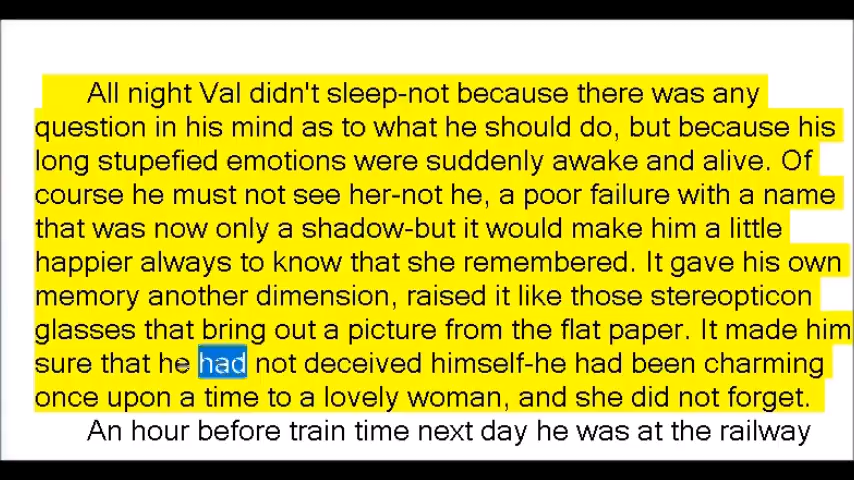 All night Val didn't sleep-not because there was any
question in his mind as to what he should do, but because his
long stupefied emotions were suddenly awake and alive. Of
course he must not see her-not he, a poor failure with a name
that was now only a shadow-but it would make him a little
happier always to know that she remembered. It gave his own
memory another dimension, raised it like those stereopticon
glasses that bring out a picture from the flat paper. It made him
sure that he had not deceived himself-he had been charming
once upon a time to a lovely woman, and she did not forget.
An hour before train time next day he was at the railway